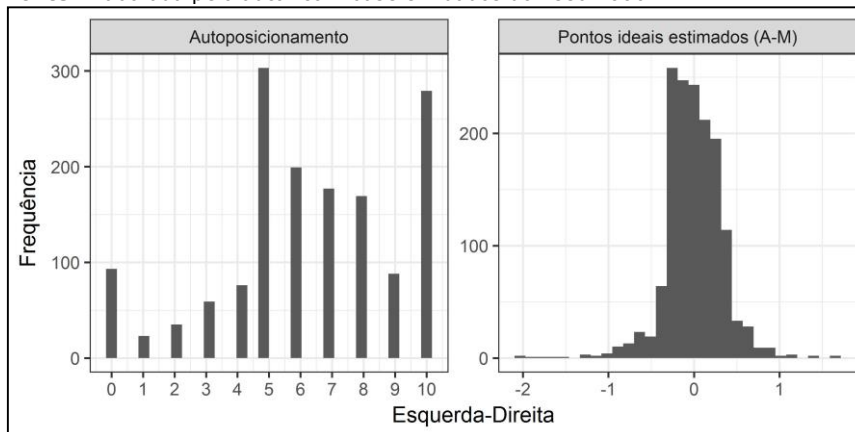 Autoposicionamento
Pontos ideais estimados (A-M)
Frequência
300
200
100
0
0 1 2 3 4 5 6 7 8 9 10
200
100
0
-2 -1 0 1
Esquerda-Direita